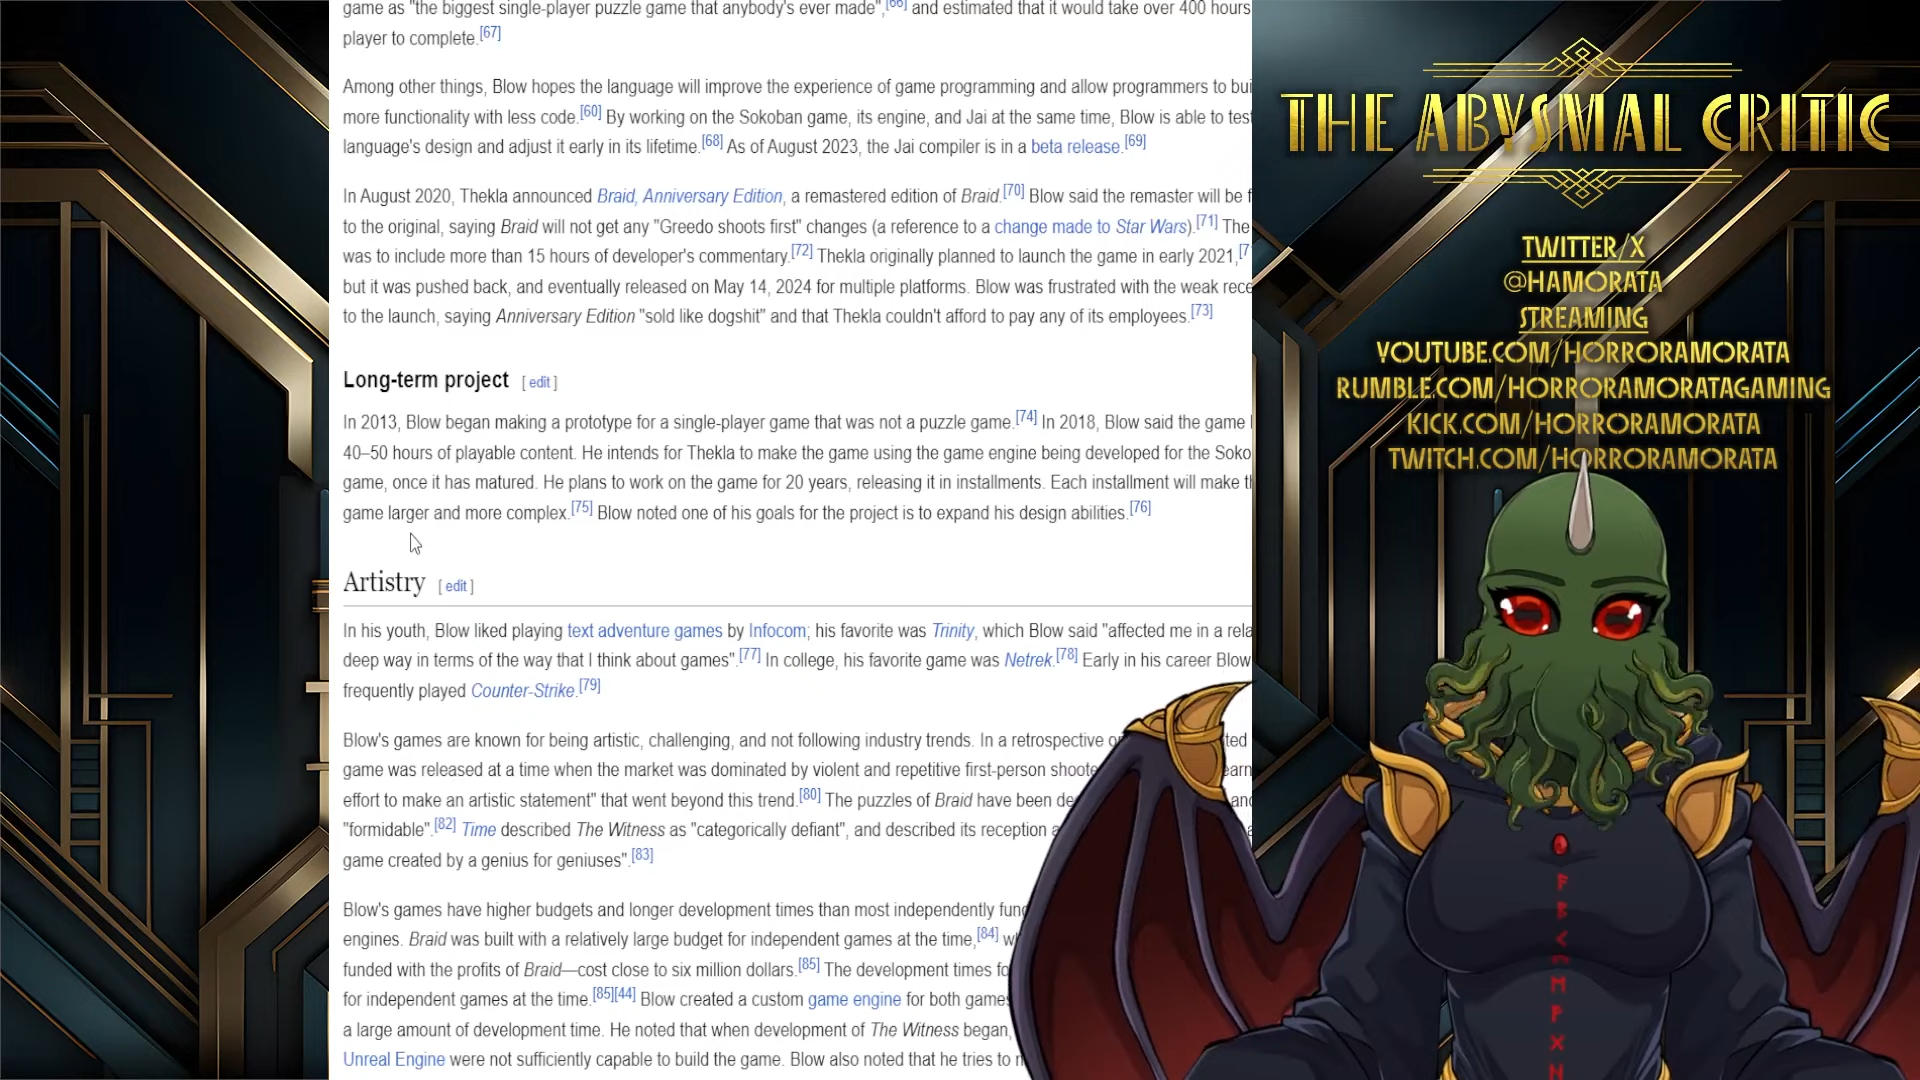 game as "the biggest single-player puzzle game that anybody's ever made",[66] and estimated that it would take over 400 hours
player to complete.[67]
Among other things, Blow hopes the language will improve the experience of game programming and allow programmers to bui
more functionality with less code.[60] By working on the Sokoban game, its engine, and Jai at the same time, Blow is able to test
language's design and adjust it early in its lifetime.[68] As of August 2023, the Jai compiler is in a beta release.[69]
In August 2020, Thekla announced Braid, Anniversary Edition, a remastered edition of Braid.[70] Blow said the remaster will be f
to the original, saying Braid will not get any "Greedo shoots first" changes (a reference to a change made to Star Wars).[71] The
was to include more than 15 hours of developer's commentary.[72] Thekla originally planned to launch the game in early 2021,[7
but it was pushed back, and eventually released on May 14, 2024 for multiple platforms. Blow was frustrated with the weak rece
to the launch, saying Anniversary Edition "sold like dogshit" and that Thekla couldn't afford to pay any of its employees.[73]
Long-term project [ edit ]
In 2013, Blow began making a prototype for a single-player game that was not a puzzle game.[74] In 2018, Blow said the game
40–50 hours of playable content. He intends for Thekla to make the game using the game engine being developed for the Soko
game, once it has matured. He plans to work on the game for 20 years, releasing it in installments. Each installment will make th
game larger and more complex.[75] Blow noted one of his goals for the project is to expand his design abilities.[76]
Artistry [ edit ]
In his youth, Blow liked playing text adventure games by Infocom; his favorite was Trinity, which Blow said "affected me in a rela
deep way in terms of the way that I think about games".[77] In college, his favorite game was Netrek.[78] Early in his career Blow
frequently played Counter-Strike.[79]
Blow's games are known for being artistic, challenging, and not following industry trends. In a retrospective o ted
game was released at a time when the market was dominated by violent and repetitive first-person shoote earn
effort to make an artistic statement" that went beyond this trend.[80] The puzzles of Braid have been de and
"formidable".[82] Time described The Witness as "categorically defiant", and described its reception a a
game created by a genius for geniuses".[83]
Blow's games have higher budgets and longer development times than most independently fund
engines. Braid was built with a relatively large budget for independent games at the time,[84] wh
funded with the profits of Braid—cost close to six million dollars.[85] The development times fo
for independent games at the time.[85][44] Blow created a custom game engine for both games
a large amount of development time. He noted that when development of The Witness began,
Unreal Engine were not sufficiently capable to build the game. Blow also noted that he tries to n
THE ABYSMAL CRITIC
TWITTER/X
@HAMORATA
STREAMING
YOUTUBE.COM/HORRORAMORATA
RUMBLE.COM/HORRORAMORATAGAMING
KICK.COM/HORRORAMORATA
TWITCH.COM/HORRORAMORATA